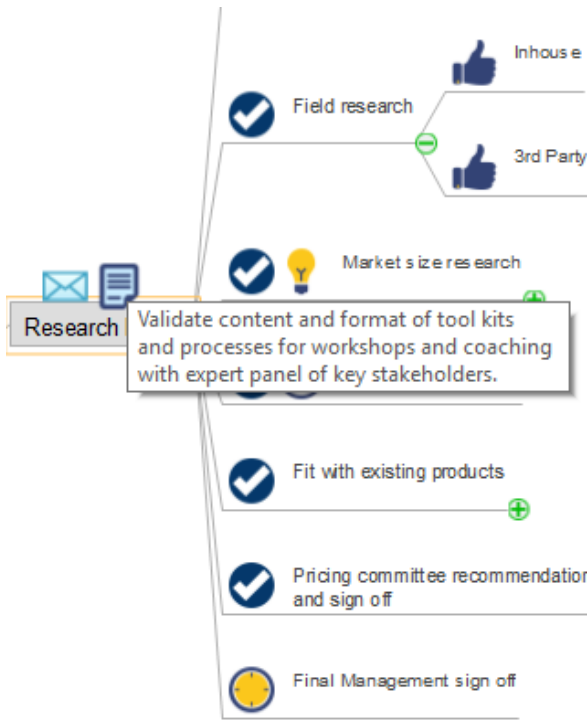 Inhouse
Field research
3rd Party
Market size research
Research
Validate content and format of tool kits
and processes for workshops and coaching
with expert panel of key stakeholders.
Fit with existing products
Pricing committee recommendation
and sign off
Final Management sign off